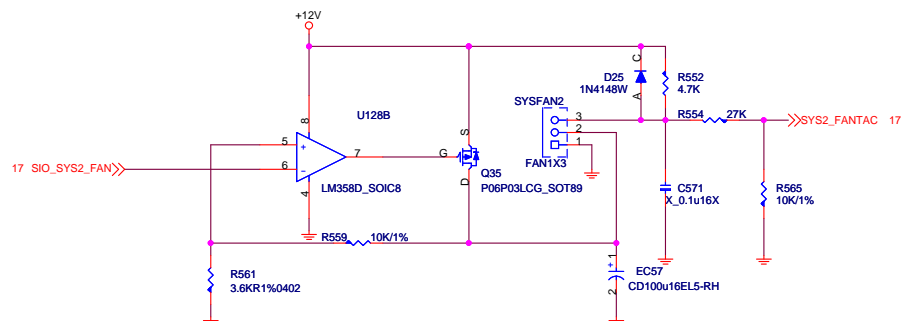 +12V
C
D25
1N4148W
A
R552
4.7K
SYSFAN2
U128B
8
5
+
6
-
7
4
LM358D_SOIC8
17 SIO_SYS2_FAN
S
G
D
Q35
P06P03LCG_SOT89
3
2
1
FAN1X3
R554
27K
SYS2_FANTAC 17
C571
X_0.1u16X
R565
10K/1%
R559
10K/1%
R561
3.6KR1%0402
+
1
2
EC57
CD100u16EL5-RH